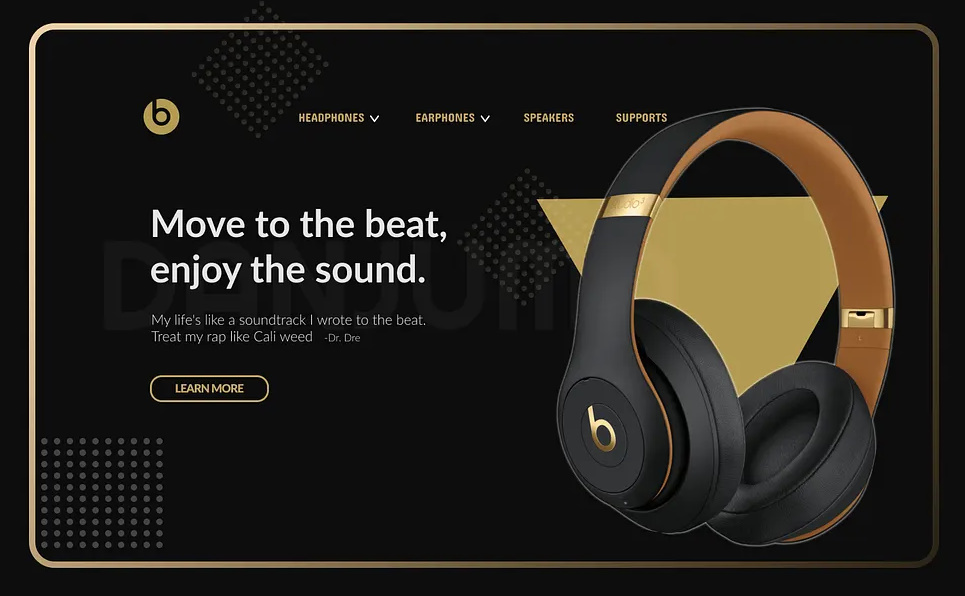 b
HEADPHONES
EARPHONES
SPEAKERS
SUPPORTS
Move to the beat,
enjoy the sound.
My life's like a soundtrack I wrote to the beat.
Treat my rap like Cali weed -Dr. Dre
LEARN MORE
b